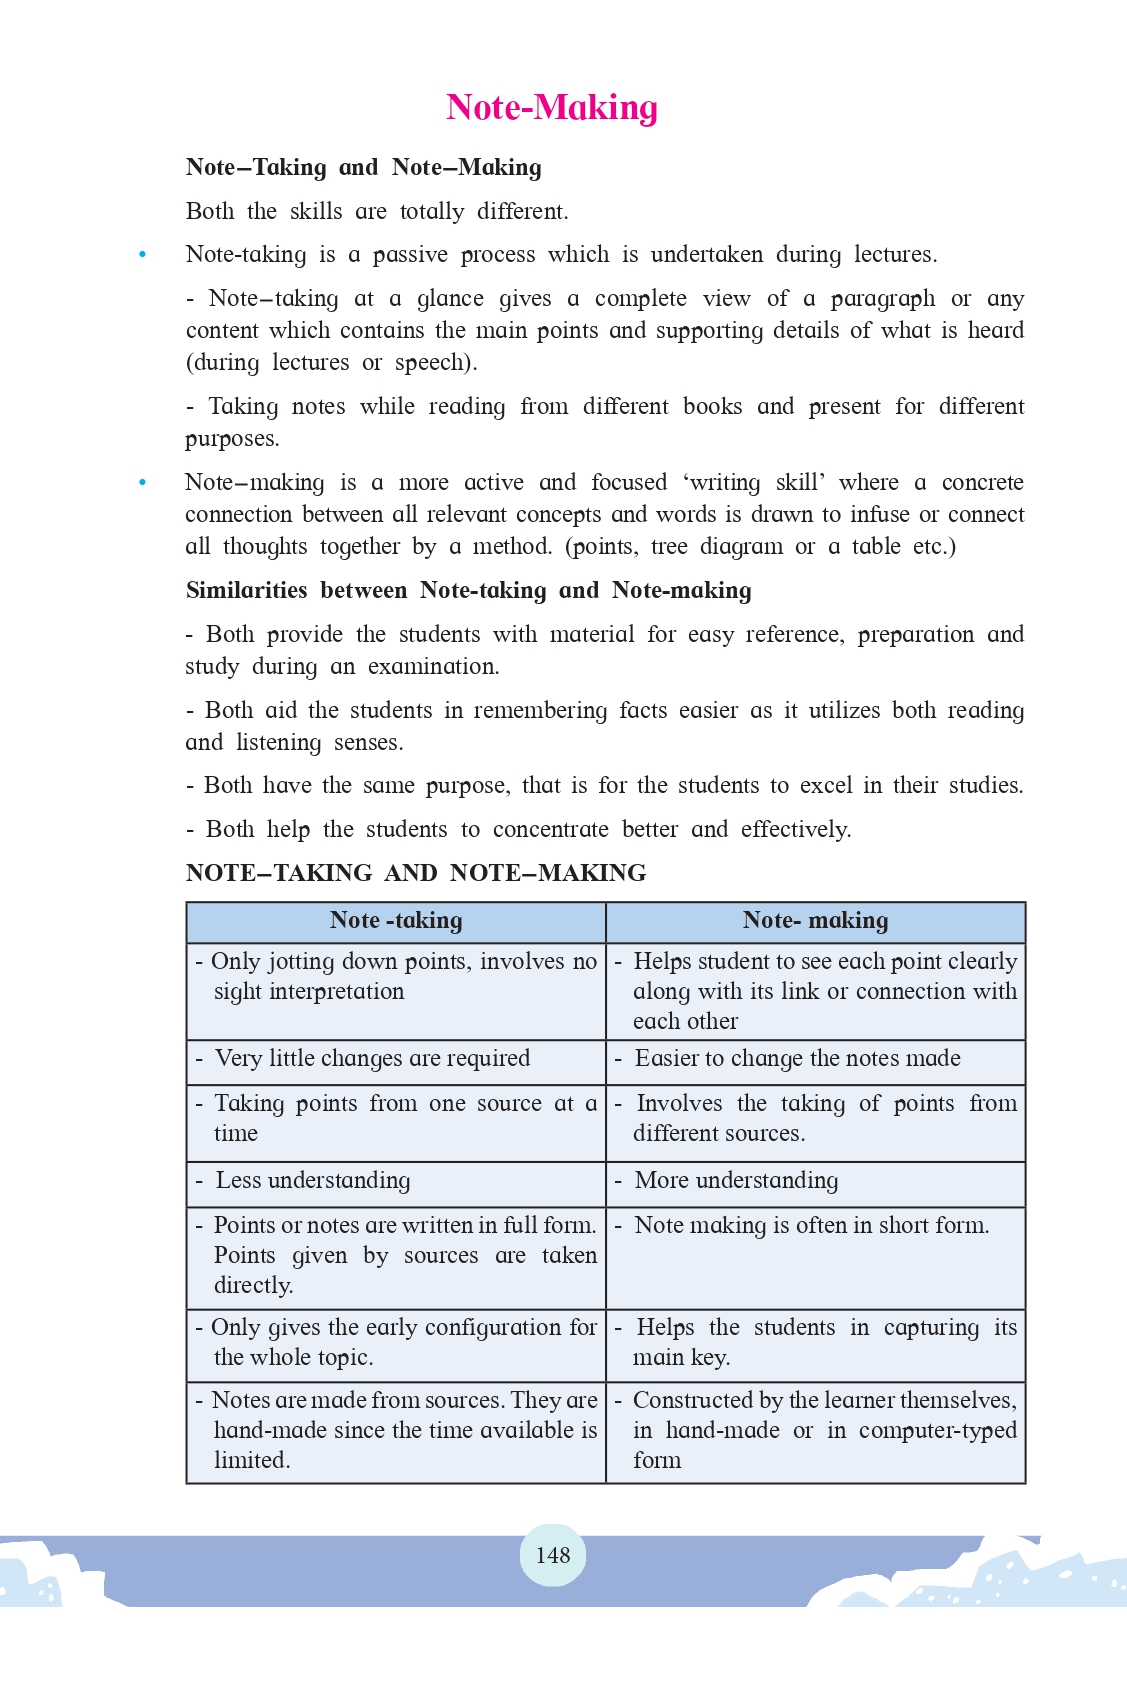 Note-Making
Note–Taking and Note–Making
Both the skills are totally different.
• Note-taking is a passive process which is undertaken during lectures.
- Note–taking at a glance gives a complete view of a paragraph or any
content which contains the main points and supporting details of what is heard
(during lectures or speech).
- Taking notes while reading from different books and present for different
purposes.
• Note–making is a more active and focused ‘writing skill’ where a concrete
connection between all relevant concepts and words is drawn to infuse or connect
all thoughts together by a method. (points, tree diagram or a table etc.)
Similarities between Note-taking and Note-making
- Both provide the students with material for easy reference, preparation and
study during an examination.
- Both aid the students in remembering facts easier as it utilizes both reading
and listening senses.
- Both have the same purpose, that is for the students to excel in their studies.
- Both help the students to concentrate better and effectively.
NOTE–TAKING AND NOTE–MAKING
Note -taking
Note- making
- Only jotting down points, involves no
sight interpretation
- Helps student to see each point clearly
along with its link or connection with
each other
- Very little changes are required
- Easier to change the notes made
- Taking points from one source at a
time
- Involves the taking of points from
different sources.
- Less understanding
- More understanding
- Points or notes are written in full form.
Points given by sources are taken
directly.
- Note making is often in short form.
- Only gives the early configuration for
the whole topic.
- Helps the students in capturing its
main key.
- Notes are made from sources. They are
hand-made since the time available is
limited.
- Constructed by the learner themselves,
in hand-made or in computer-typed
form
148